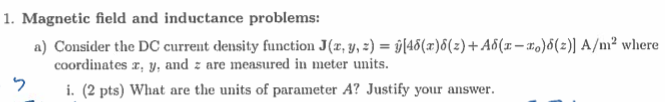 1. Magnetic field and inductance problems:
a) Consider the DC current density function J(x, y, z) = ŷ[4δ(x)δ(z)+Aδ(x−xₒ)δ(z)] A/m² where
coordinates x, y, and z are measured in meter units.
i. (2 pts) What are the units of parameter A? Justify your answer.